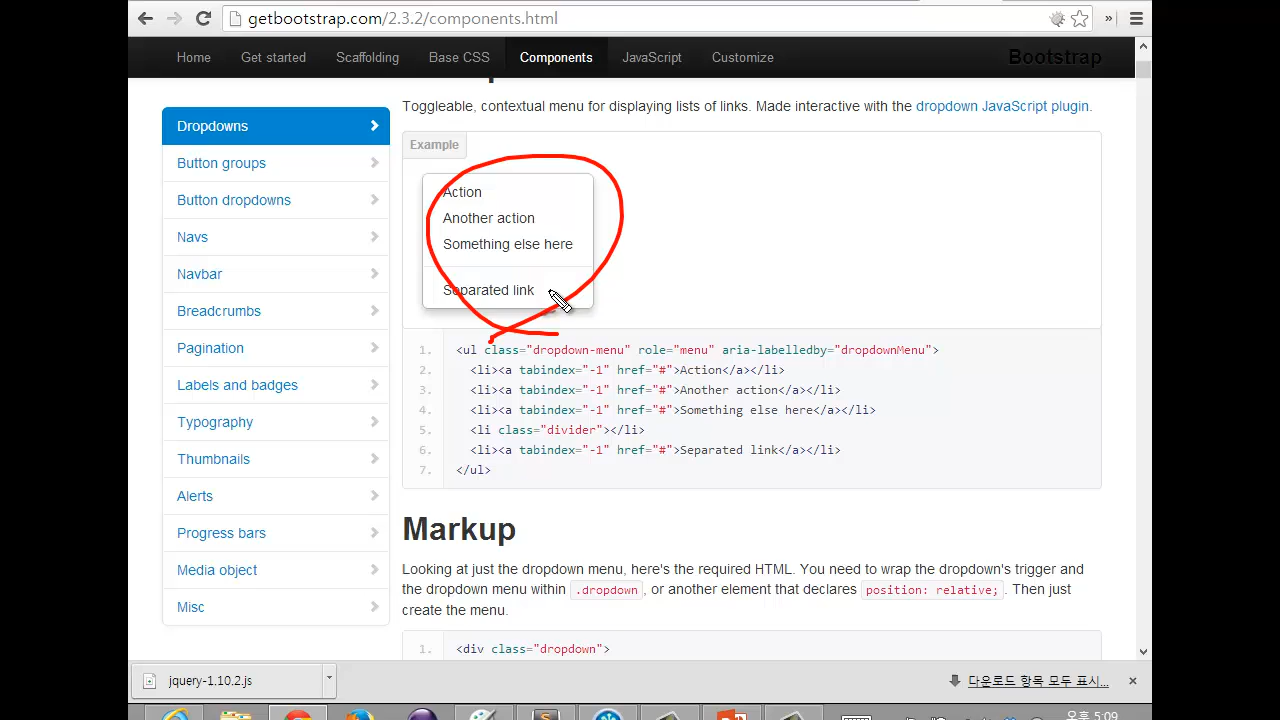 getbootstrap.com/2.3.2/components.html
»
Home Get started Scaffolding Base CSS Components JavaScript Customize Bootstrap
Toggleable, contextual menu for displaying lists of links. Made interactive with the dropdown JavaScript plugin.
Dropdowns
Button groups
Button dropdowns
Navs
Navbar
Breadcrumbs
Pagination
Labels and badges
Typography
Thumbnails
Alerts
Progress bars
Media object
Misc
Example
Action
Another action
Something else here
Separated link
1. <ul class="dropdown-menu" role="menu" aria-labelledby="dropdownMenu">
2. <li><a tabindex="-1" href="#">Action</a></li>
3. <li><a tabindex="-1" href="#">Another action</a></li>
4. <li><a tabindex="-1" href="#">Something else here</a></li>
5. <li class="divider"></li>
6. <li><a tabindex="-1" href="#">Separated link</a></li>
7. </ul>
Markup
Looking at just the dropdown menu, here's the required HTML. You need to wrap the dropdown's trigger and
the dropdown menu within .dropdown, or another element that declares position: relative;. Then just
create the menu.
1. <div class="dropdown">
jquery-1.10.2.js
다운로드 항목 모두 표시...
오후 5:09